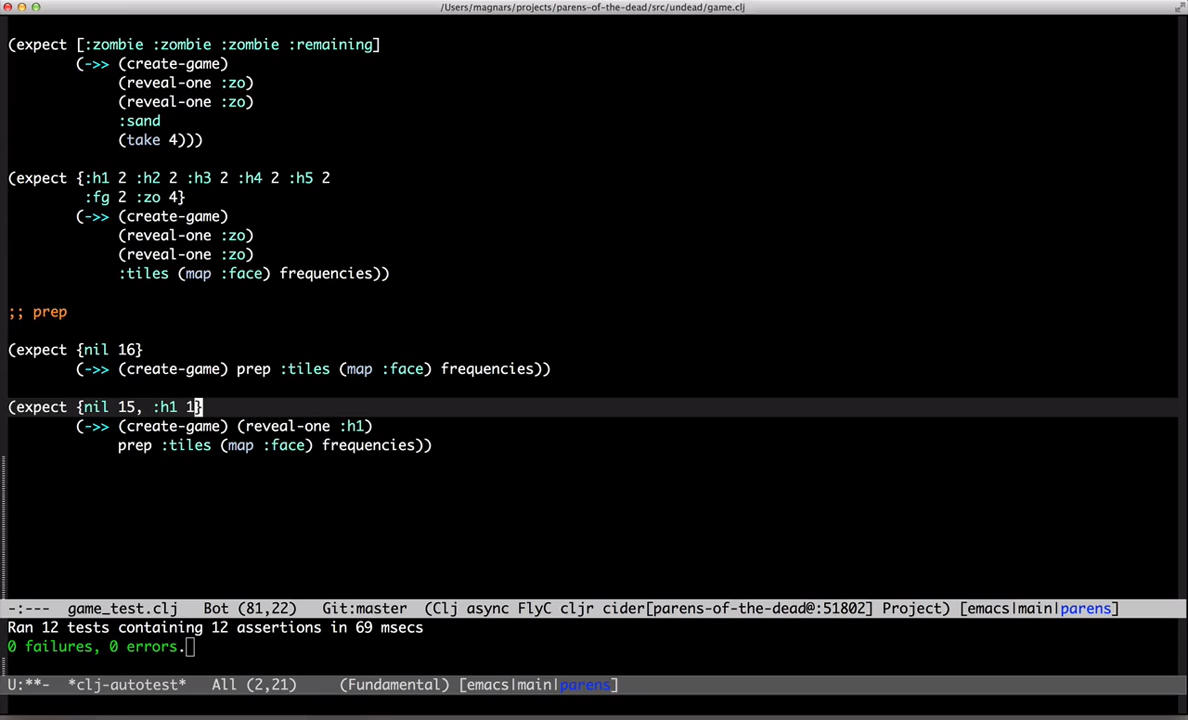 /Users/magnars/projects/parens-of-the-dead/src/undead/game.clj
(expect [:zombie :zombie :zombie :remaining]
(->> (create-game)
(reveal-one :zo)
(reveal-one :zo)
:sand
(take 4)))
(expect {:h1 2 :h2 2 :h3 2 :h4 2 :h5 2
:fg 2 :zo 4}
(->> (create-game)
(reveal-one :zo)
(reveal-one :zo)
:tiles (map :face) frequencies))
;; prep
(expect {nil 16}
(->> (create-game) prep :tiles (map :face) frequencies))
(expect {nil 15, :h1 1}
(->> (create-game) (reveal-one :h1)
prep :tiles (map :face) frequencies))
-:--- game_test.clj Bot (81,22) Git:master (Clj async FlyC cljr cider[parens-of-the-dead@:51802] Project) [emacs|main|parens]
Ran 12 tests containing 12 assertions in 69 msecs
0 failures, 0 errors.
U:**- *clj-autotest* All (2,21) (Fundamental) [emacs|main|parens]